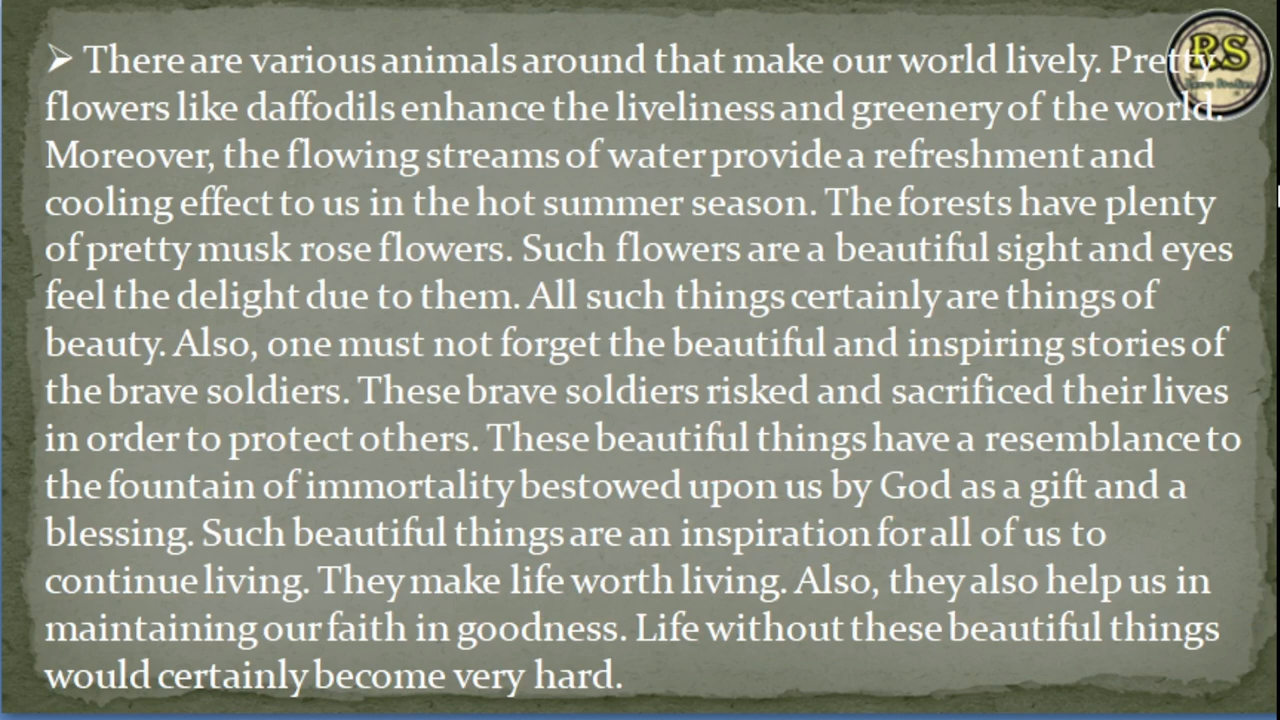 ➢ There are various animals around that make our world lively. Pretty
flowers like daffodils enhance the liveliness and greenery of the world.
Moreover, the flowing streams of water provide a refreshment and
cooling effect to us in the hot summer season. The forests have plenty
of pretty musk rose flowers. Such flowers are a beautiful sight and eyes
feel the delight due to them. All such things certainly are things of
beauty. Also, one must not forget the beautiful and inspiring stories of
the brave soldiers. These brave soldiers risked and sacrificed their lives
in order to protect others. These beautiful things have a resemblance to
the fountain of immortality bestowed upon us by God as a gift and a
blessing. Such beautiful things are an inspiration for all of us to
continue living. They make life worth living. Also, they also help us in
maintaining our faith in goodness. Life without these beautiful things
would certainly become very hard.
RS